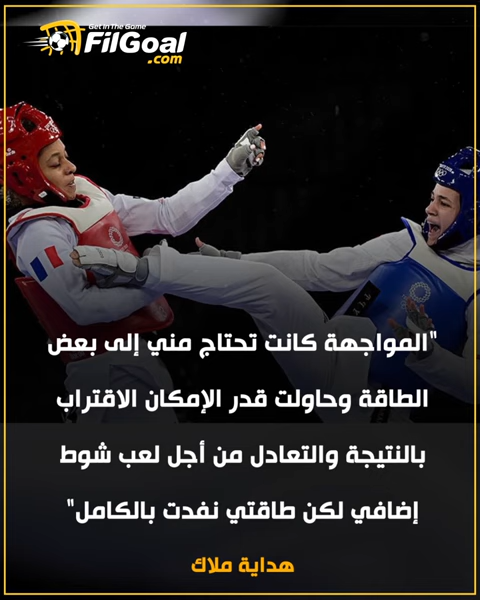 Get In The Game
FilGoal
.com
"المواجهة كانت تحتاج مني إلى بعض
الطاقة وحاولت قدر الإمكان الاقتراب
بالنتيجة والتعادل من أجل لعب شوط
إضافي لكن طاقتي نفدت بالكامل"
هداية ملاك